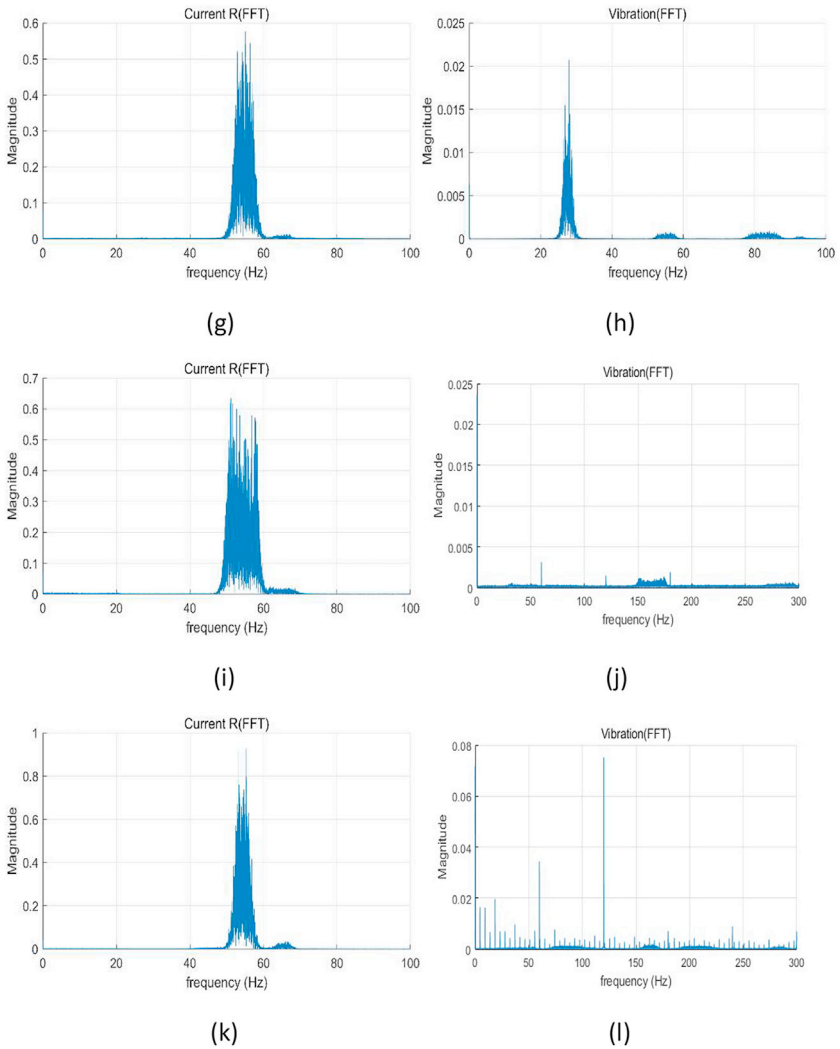 Current R(FFT)
Magnitude
0.6
0.5
0.4
0.3
0.2
0.1
0
0 20 40 60 80 100
frequency (Hz)
(g)
Vibration(FFT)
Magnitude
0.025
0.02
0.015
0.01
0.005
0
0 20 40 60 80 100
frequency (Hz)
(h)
Current R(FFT)
Magnitude
0.7
0.6
0.5
0.4
0.3
0.2
0.1
0
0 20 40 60 80 100
frequency (Hz)
(i)
Vibration(FFT)
Magnitude
0.025
0.02
0.015
0.01
0.005
0
0 50 100 150 200 250 300
frequency (Hz)
(j)
Current R(FFT)
Magnitude
1
0.8
0.6
0.4
0.2
0
0 20 40 60 80 100
frequency (Hz)
(k)
Vibration(FFT)
Magnitude
0.08
0.06
0.04
0.02
0
0 50 100 150 200 250 300
frequency (Hz)
(l)